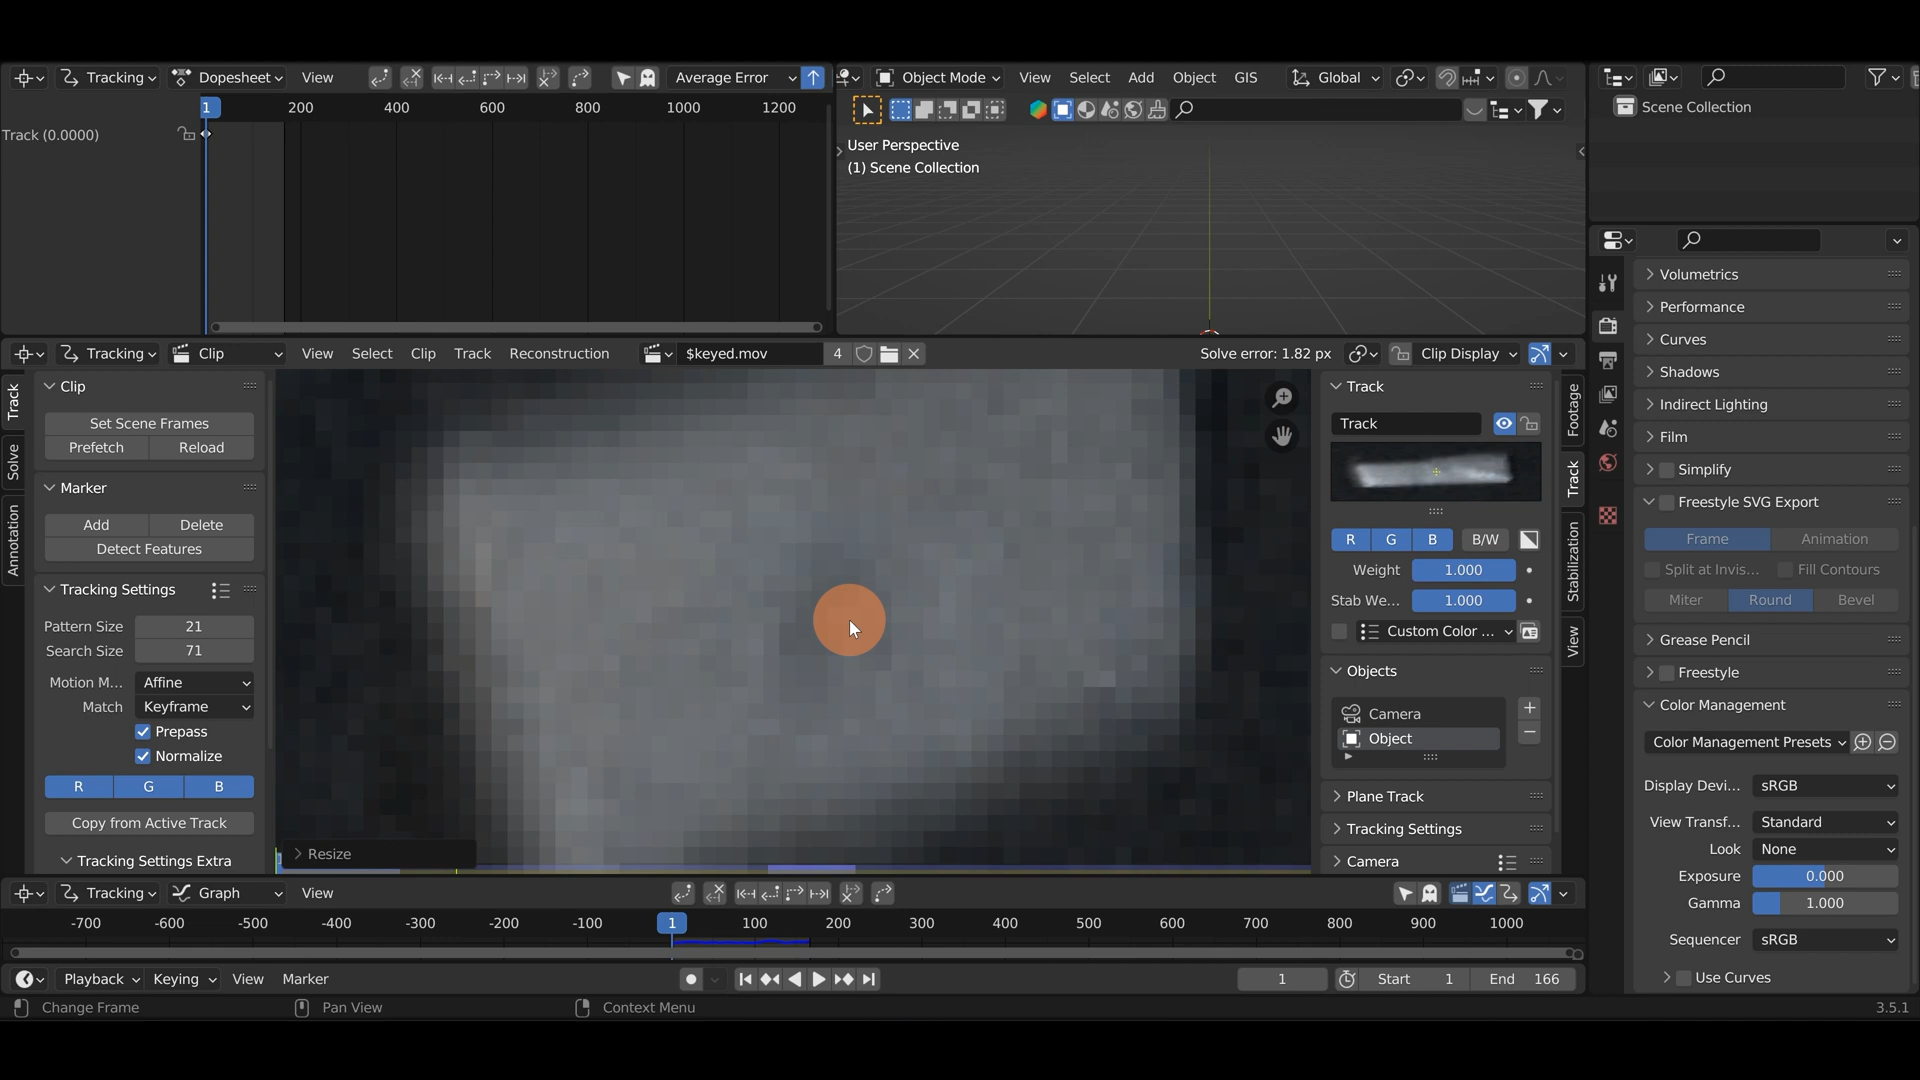 Tracking Dopesheet View Average Error
1 200 400 600 800 1000 1200
Track (0.0000)
Object Mode View Select Add Object GIS Global
User Perspective
(1) Scene Collection
Scene Collection
Tracking Clip View Select Clip Track Reconstruction $keyed.mov 4 Solve error: 1.82 px Clip Display
Track
Solve
Annotation
Clip
Set Scene Frames
Prefetch Reload
Marker
Add Delete
Detect Features
Tracking Settings
Pattern Size 21
Search Size 71
Motion M... Affine
Match Keyframe
Prepass
Normalize
R G B
Copy from Active Track
Tracking Settings Extra
Resize
Track
Track
R G B B/W
Weight 1.000
Stab We... 1.000
Custom Color ...
Objects
Camera
Object
Plane Track
Tracking Settings
Camera
Footage
Track
Stabilization
View
Volumetrics
Performance
Curves
Shadows
Indirect Lighting
Film
Simplify
Freestyle SVG Export
Frame Animation
Split at Invis... Fill Contours
Miter Round Bevel
Grease Pencil
Freestyle
Color Management
Color Management Presets
Display Devi... sRGB
View Transf... Standard
Look None
Exposure 0.000
Gamma 1.000
Sequencer sRGB
Use Curves
Tracking Graph View
-700 -600 -500 -400 -300 -200 -100 1 100 200 300 400 500 600 700 800 900 1000
Playback Keying View Marker 1 Start 1 End 166
Change Frame Pan View Context Menu 3.5.1